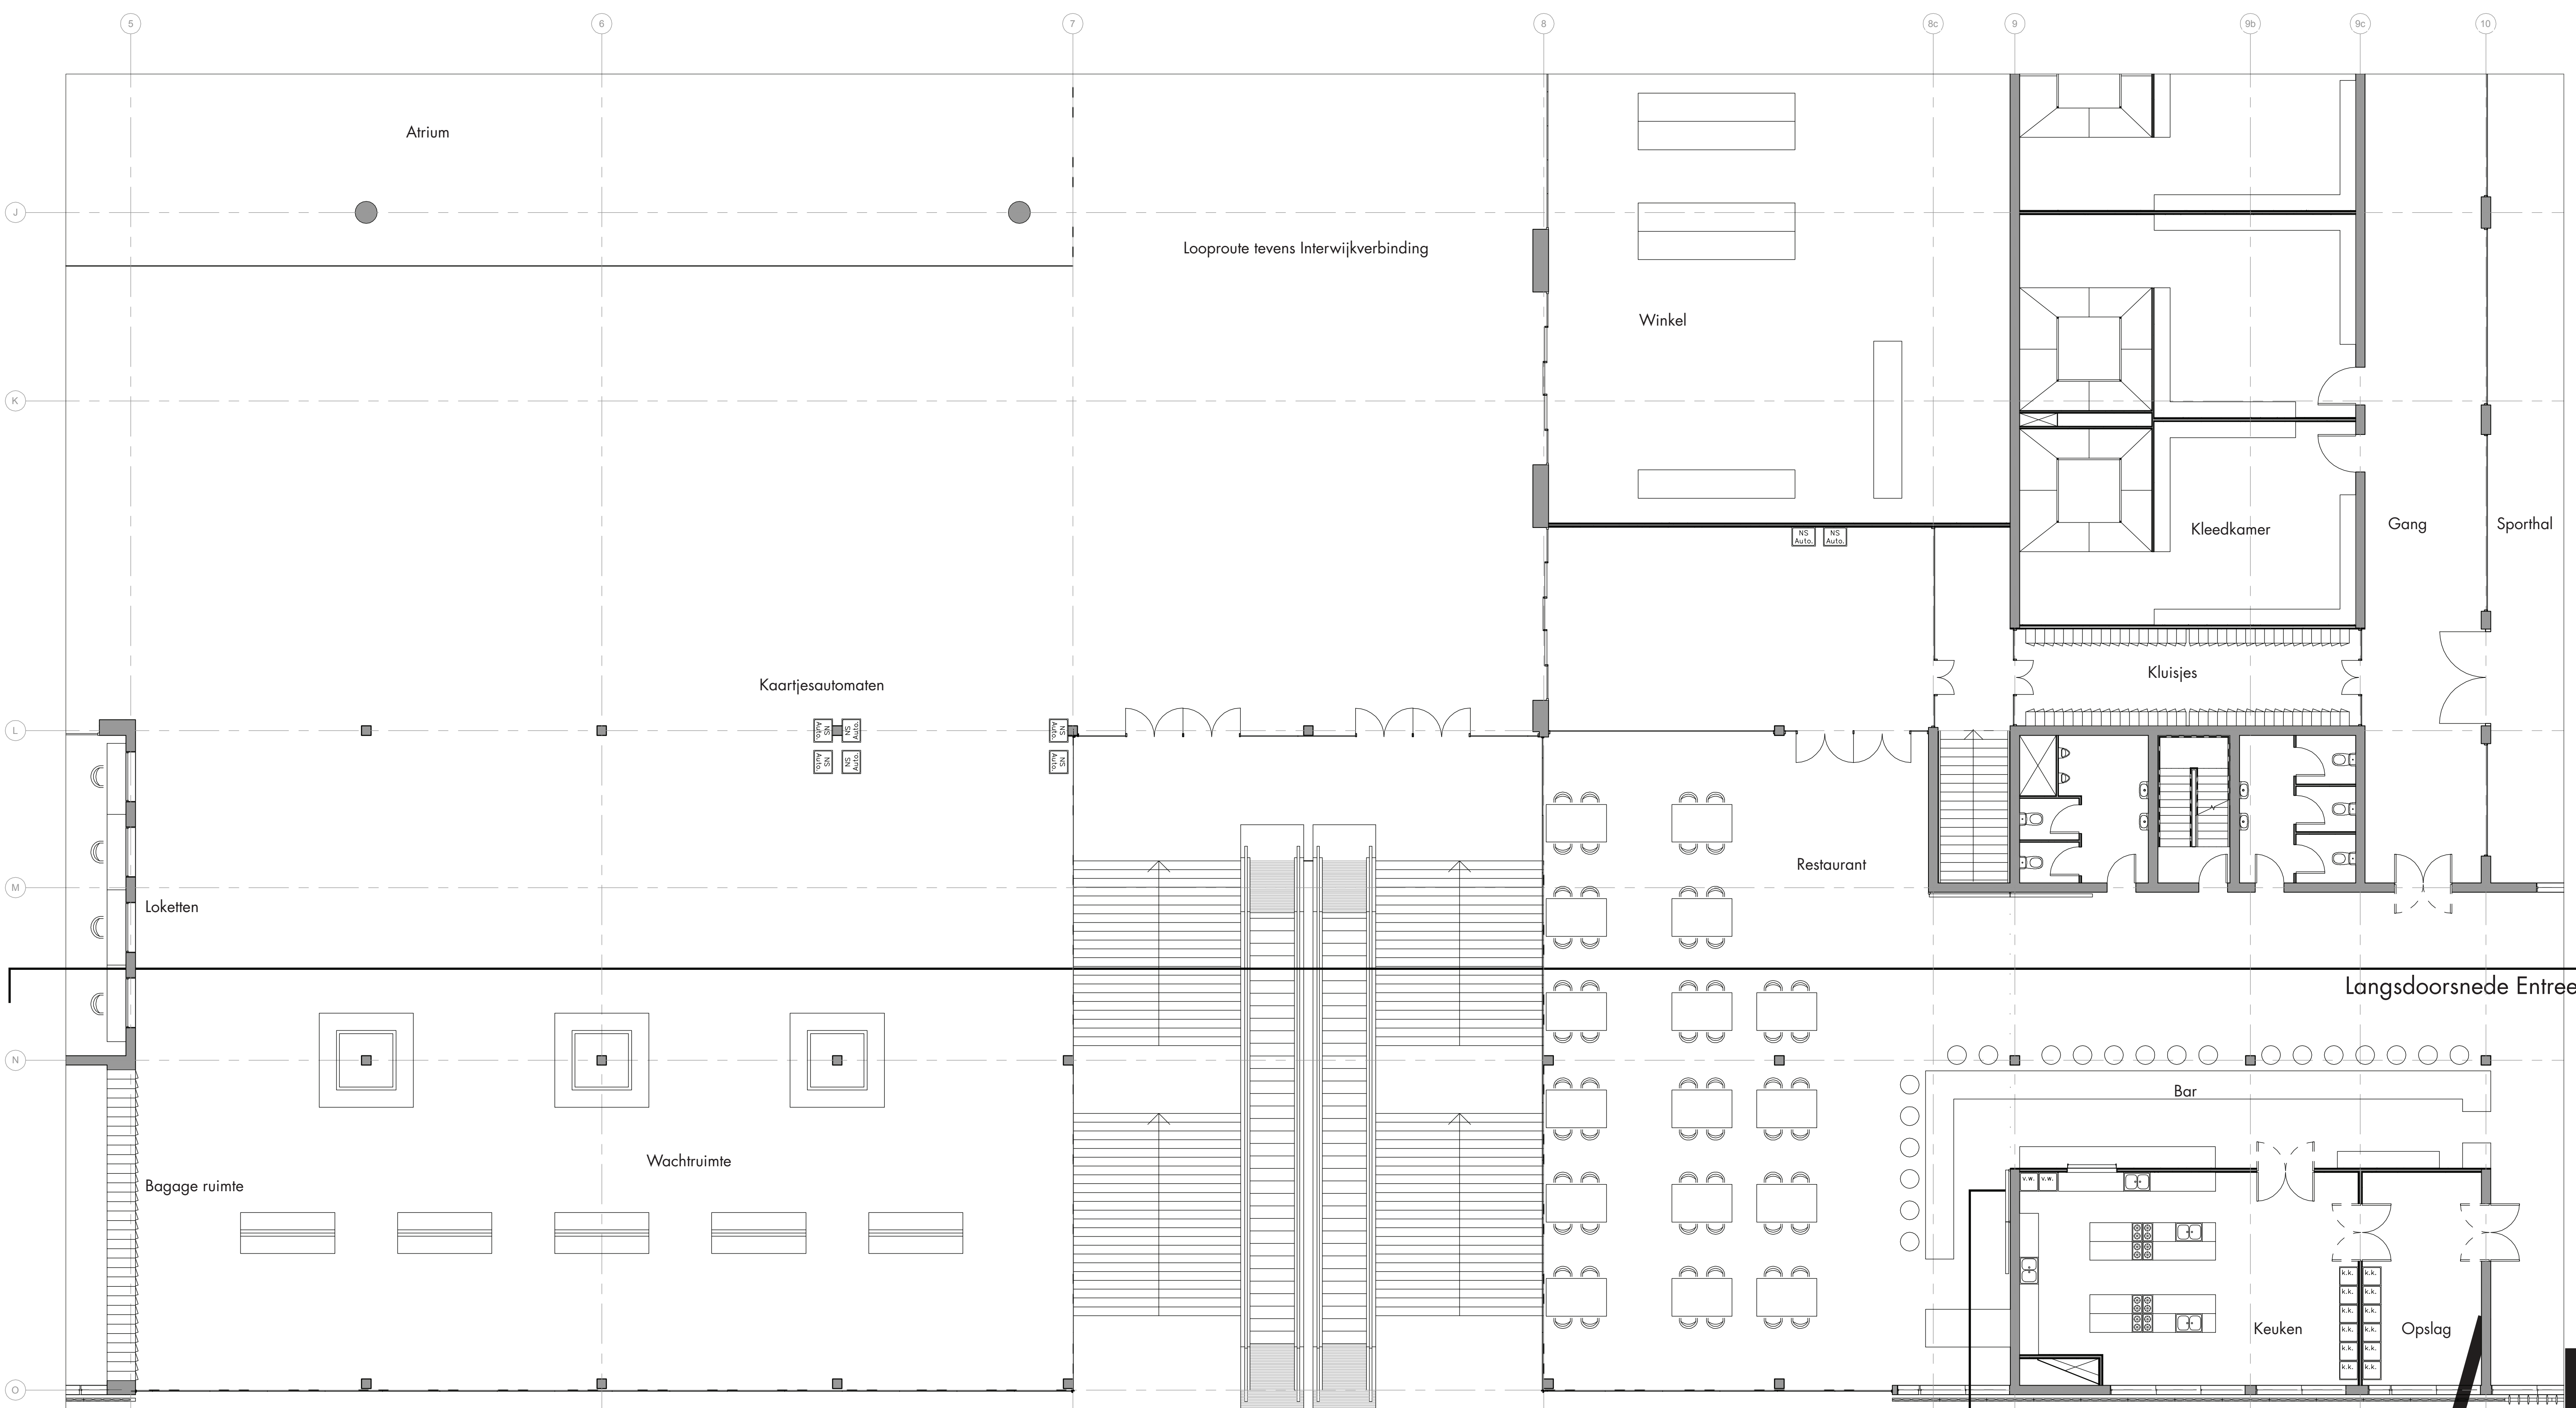 5 6 7 8 8c 9 9b 9c 10
Atrium
J
Looproute tevens Interwijkverbinding
Winkel
K
Kleedkamer
Gang
Sporthal
NS
Auto.
NS
Auto.
Kluisjes
Kaartjesautomaten
L
NS
Auto.
NS
Auto.
NS
Auto.
NS
Auto.
NS
Auto.
NS
Auto.
Restaurant
M
Loketten
Langsdoorsnede Entree
N
Bar
Wachtruimte
Bagage ruimte
v.w. v.w.
k.k. k.k.
k.k. k.k.
k.k. k.k.
k.k. k.k.
k.k. k.k.
k.k. k.k.
Keuken
Opslag
O